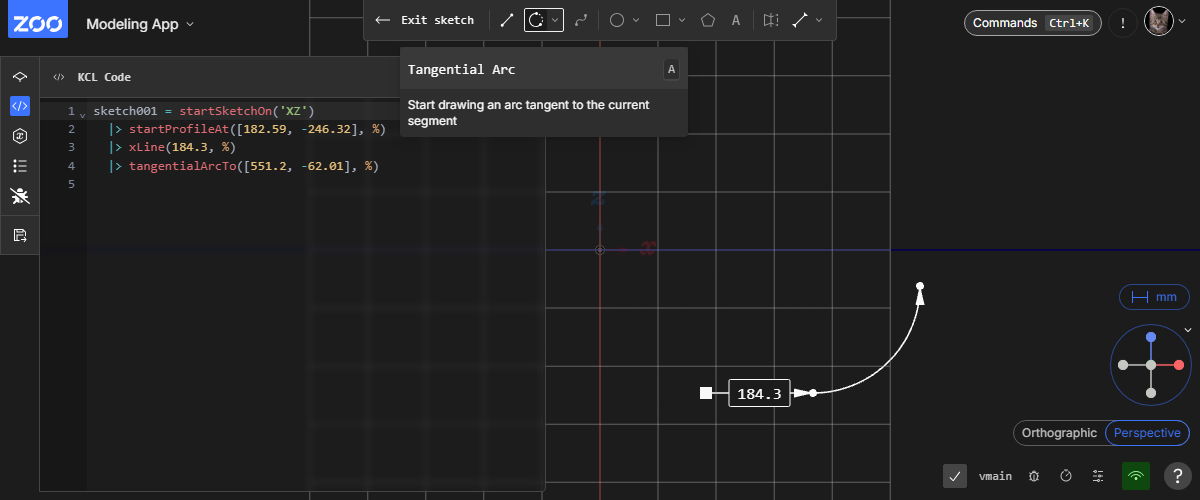 ZOO
Modeling App
Exit sketch
A
Commands Ctrl+K
!
Tangential Arc A
Start drawing an arc tangent to the current
segment
KCL Code
1 sketch001 = startSketchOn('XZ')
2 |> startProfileAt([182.59, -246.32], %)
3 |> xLine(184.3, %)
4 |> tangentialArcTo([551.2, -62.01], %)
5
z
x
mm
184.3
Orthographic Perspective
vmain
?